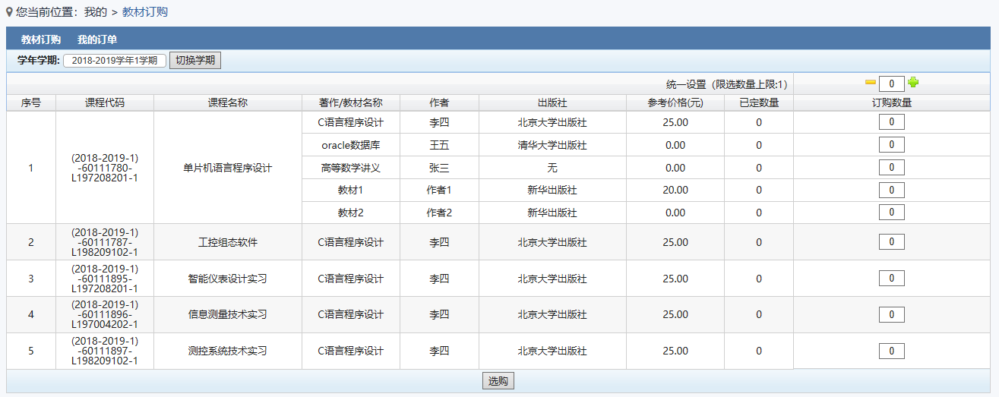 您当前位置：我的 > 教材订购
教材订购 我的订单
学年学期: 2018-2019学年1学期 切换学期
统一设置（限选数量上限:1） 0
序号 课程代码 课程名称 著作/教材名称 作者 出版社 参考价格(元) 已定数量 订购数量
1 (2018-2019-1)
-60111780-
L197208201-1 单片机语言程序设计 C语言程序设计 李四 北京大学出版社 25.00 0 0
oracle数据库 王五 清华大学出版社 0.00 0 0
高等数学讲义 张三 无 0.00 0 0
教材1 作者1 新华出版社 20.00 0 0
教材2 作者2 新华出版社 0.00 0 0
2 (2018-2019-1)
-60111787-
L198209102-1 工控组态软件 C语言程序设计 李四 北京大学出版社 25.00 0 0
3 (2018-2019-1)
-60111895-
L197208201-1 智能仪表设计实习 C语言程序设计 李四 北京大学出版社 25.00 0 0
4 (2018-2019-1)
-60111896-
L197004202-1 信息测量技术实习 C语言程序设计 李四 北京大学出版社 25.00 0 0
5 (2018-2019-1)
-60111897-
L198209102-1 测控系统技术实习 C语言程序设计 李四 北京大学出版社 25.00 0 0
选购